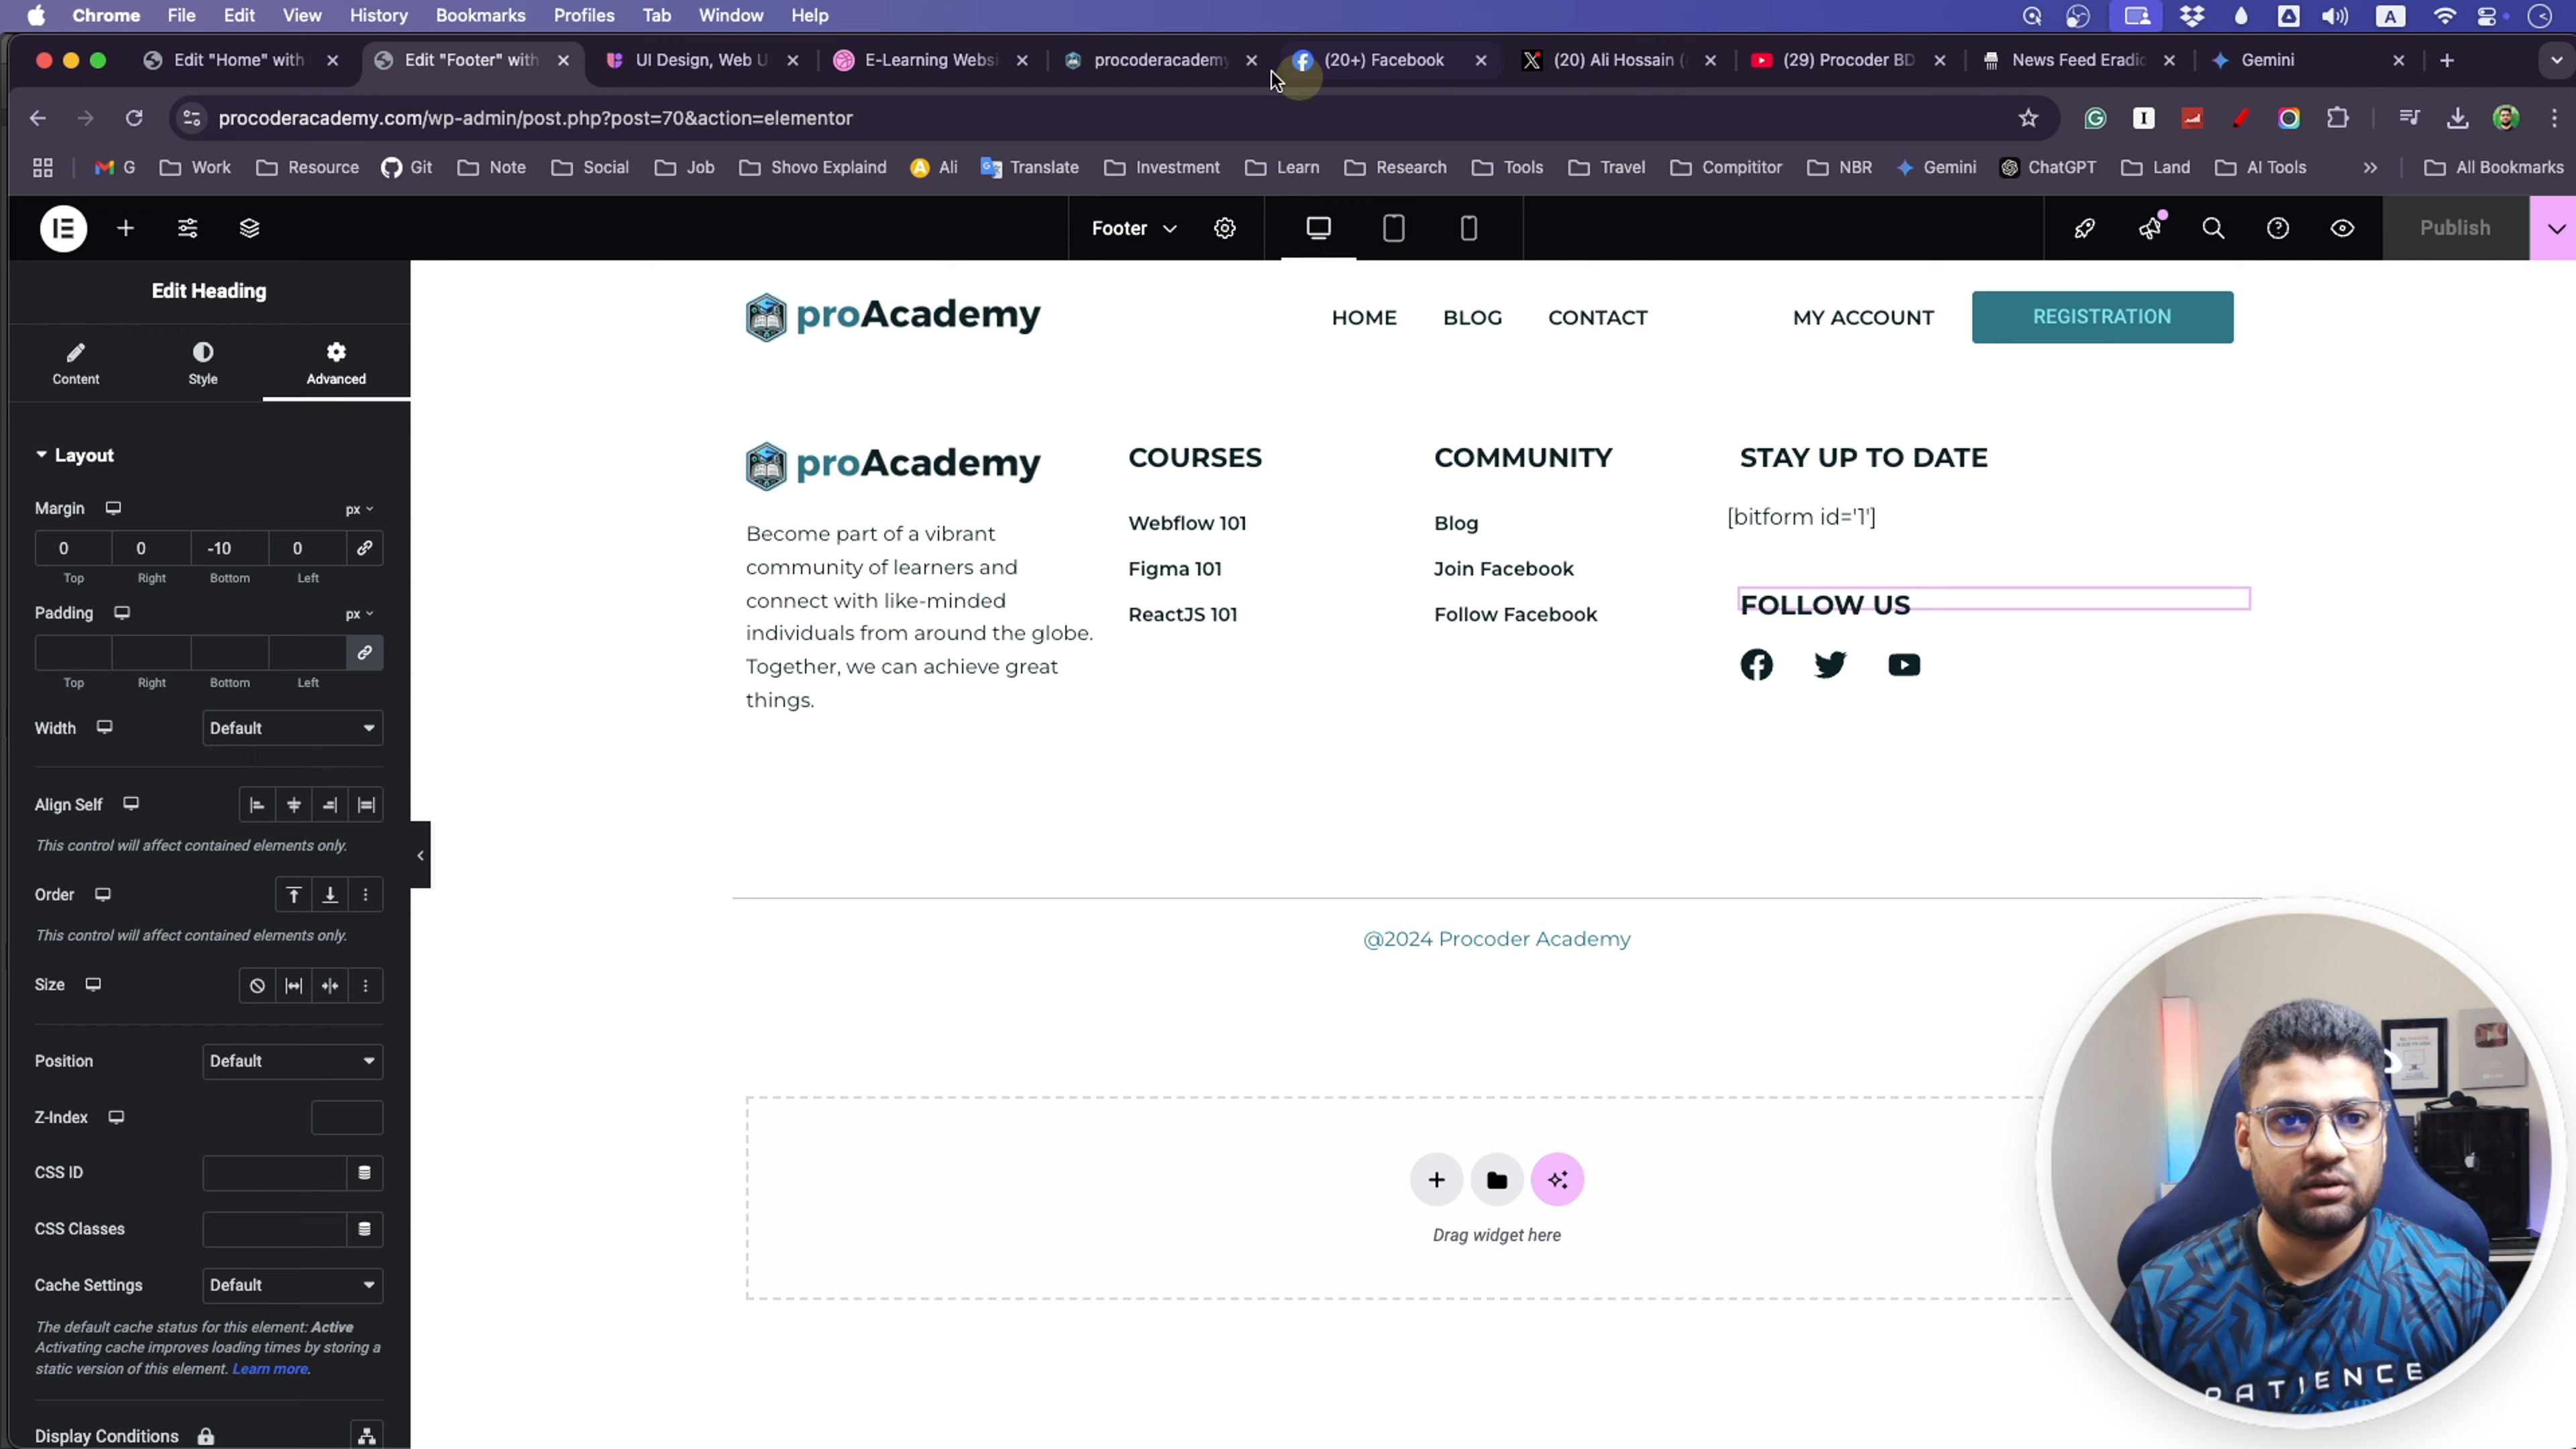 Chrome File Edit View History Bookmarks Profiles Tab Window Help A
Edit "Home" with Edit "Footer" with UI Design, Web U E-Learning Websi procoderacademy (20+) Facebook (20) Ali Hossain ( (29) Procoder BD News Feed Eradic Gemini
procoderacademy.com/wp-admin/post.php?post=70&action=elementor
G Work Resource Git Note Social Job Shovo Explaind Ali Translate Investment Learn Research Tools Travel Compititor NBR Gemini ChatGPT Land AI Tools All Bookmarks
Footer Publish
Edit Heading
Content Style Advanced
Layout
Margin px
0 0 -10 0
Top Right Bottom Left
Padding px
Top Right Bottom Left
Width Default
Align Self
This control will affect contained elements only.
Order
This control will affect contained elements only.
Size
Position Default
Z-Index
CSS ID
CSS Classes
Cache Settings Default
The default cache status for this element: Active
Activating cache improves loading times by storing a
static version of this element. Learn more.
Display Conditions
proAcademy HOME BLOG CONTACT MY ACCOUNT REGISTRATION
proAcademy
Become part of a vibrant
community of learners and
connect with like-minded
individuals from around the globe.
Together, we can achieve great
things.
COURSES
Webflow 101
Figma 101
ReactJS 101
COMMUNITY
Blog
Join Facebook
Follow Facebook
STAY UP TO DATE
[bitform id='1']
FOLLOW US
@2024 Procoder Academy
Drag widget here
PATIENCE